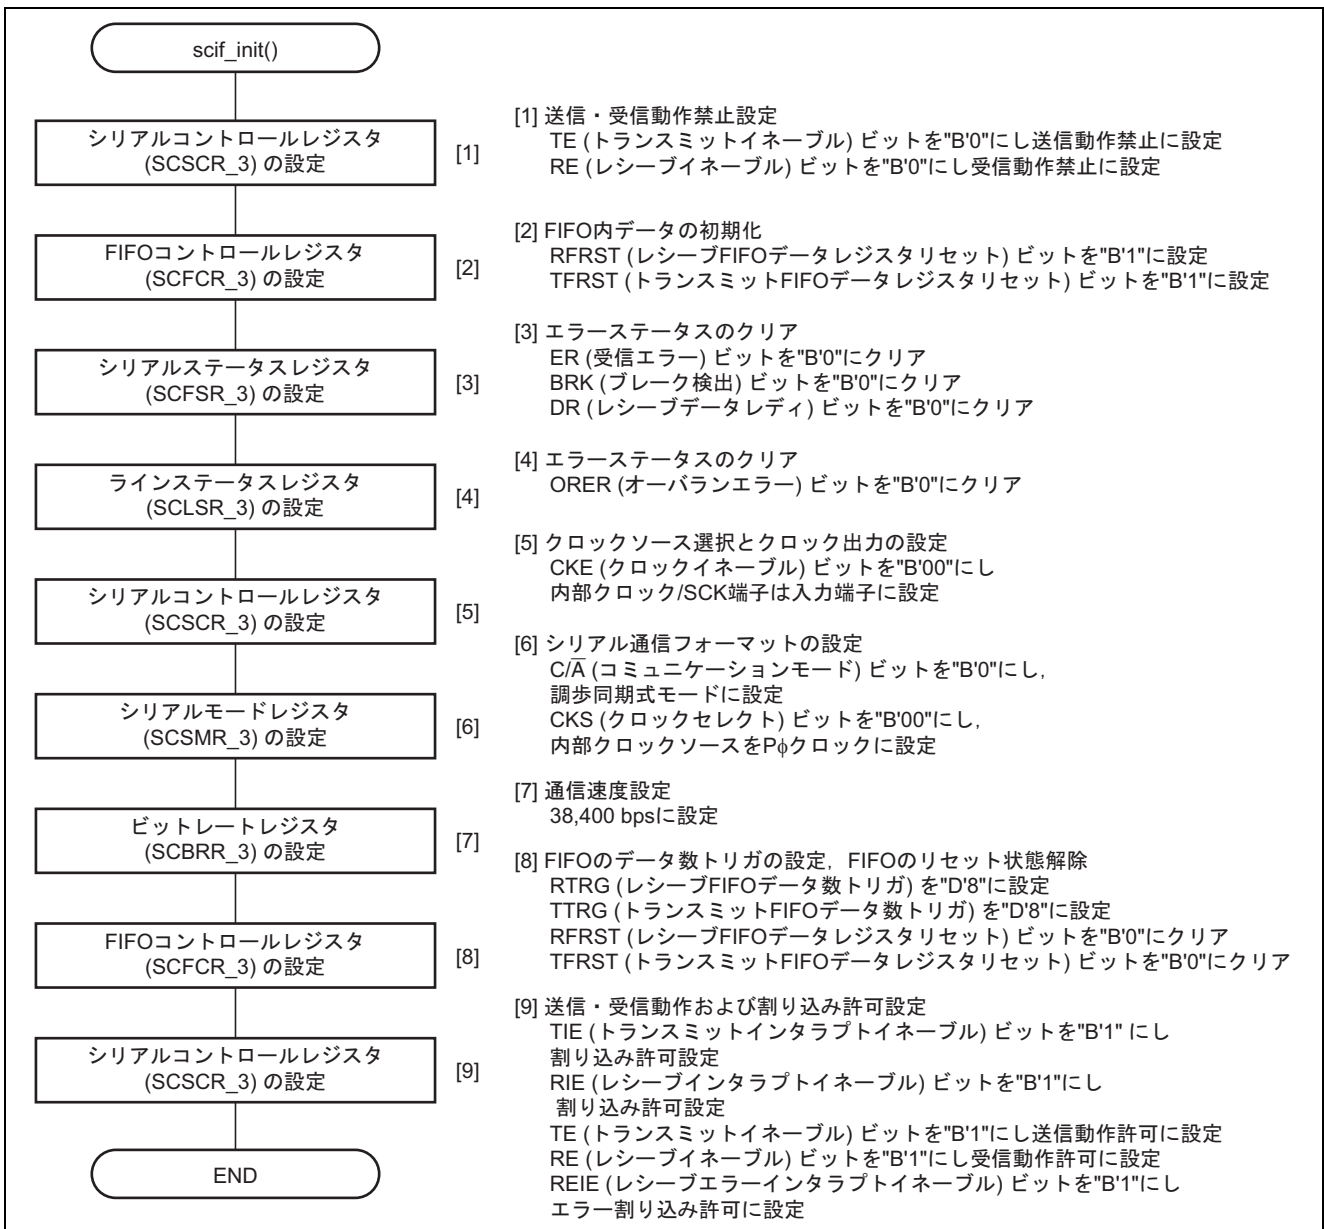 scif_init()
シリアルコントロールレジスタ
(SCSCR_3) の設定
[1]
[1] 送信・受信動作禁止設定
TE (トランスミットイネーブル) ビットを"B'0"にし送信動作禁止に設定
RE (レシーブイネーブル) ビットを"B'0"にし受信動作禁止に設定
FIFOコントロールレジスタ
(SCFCR_3) の設定
[2]
[2] FIFO内データの初期化
RFRST (レシーブFIFOデータレジスタリセット) ビットを"B'1"に設定
TFRST (トランスミットFIFOデータレジスタリセット) ビットを"B'1"に設定
シリアルステータスレジスタ
(SCFSR_3) の設定
[3]
[3] エラーステータスのクリア
ER (受信エラー) ビットを"B'0"にクリア
BRK (ブレーク検出) ビットを"B'0"にクリア
DR (レシーブデータレディ) ビットを"B'0"にクリア
ラインステータスレジスタ
(SCLSR_3) の設定
[4]
[4] エラーステータスのクリア
ORER (オーバランエラー) ビットを"B'0"にクリア
シリアルコントロールレジスタ
(SCSCR_3) の設定
[5]
[5] クロックソース選択とクロック出力の設定
CKE (クロックイネーブル) ビットを"B'00"にし
内部クロック/SCK端子は入力端子に設定
シリアルモードレジスタ
(SCSMR_3) の設定
[6]
[6] シリアル通信フォーマットの設定
C/A̅ (コミュニケーションモード) ビットを"B'0"にし,
調歩同期式モードに設定
CKS (クロックセレクト) ビットを"B'00"にし,
内部クロックソースをPφクロックに設定
ビットレートレジスタ
(SCBRR_3) の設定
[7]
[7] 通信速度設定
38,400 bpsに設定
FIFOコントロールレジスタ
(SCFCR_3) の設定
[8]
[8] FIFOのデータ数トリガの設定, FIFOのリセット状態解除
RTRG (レシーブFIFOデータ数トリガ) を"D'8"に設定
TTRG (トランスミットFIFOデータ数トリガ) を"D'8"に設定
RFRST (レシーブFIFOデータレジスタリセット) ビットを"B'0"にクリア
TFRST (トランスミットFIFOデータレジスタリセット) ビットを"B'0"にクリア
シリアルコントロールレジスタ
(SCSCR_3) の設定
[9]
[9] 送信・受信動作および割り込み許可設定
TIE (トランスミットインタラプトイネーブル) ビットを"B'1" にし
割り込み許可設定
RIE (レシーブインタラプトイネーブル) ビットを"B'1"にし
割り込み許可設定
TE (トランスミットイネーブル) ビットを"B'1"にし送信動作許可に設定
RE (レシーブイネーブル) ビットを"B'1"にし受信動作許可に設定
REIE (レシーブエラーインタラプトイネーブル) ビットを"B'1"にし
エラー割り込み許可に設定
END